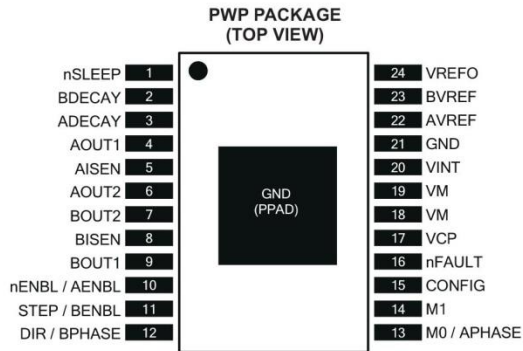 PWP PACKAGE
(TOP VIEW)
nSLEEP 1
BDECAY 2
ADECAY 3
AOUT1 4
AISEN 5
AOUT2 6
BOUT2 7
BISEN 8
BOUT1 9
nENBL / AENBL 10
STEP / BENBL 11
DIR / BPHASE 12
GND
(PPAD)
24 VREFO
23 BVREF
22 AVREF
21 GND
20 VINT
19 VM
18 VM
17 VCP
16 nFAULT
15 CONFIG
14 M1
13 M0 / APHASE